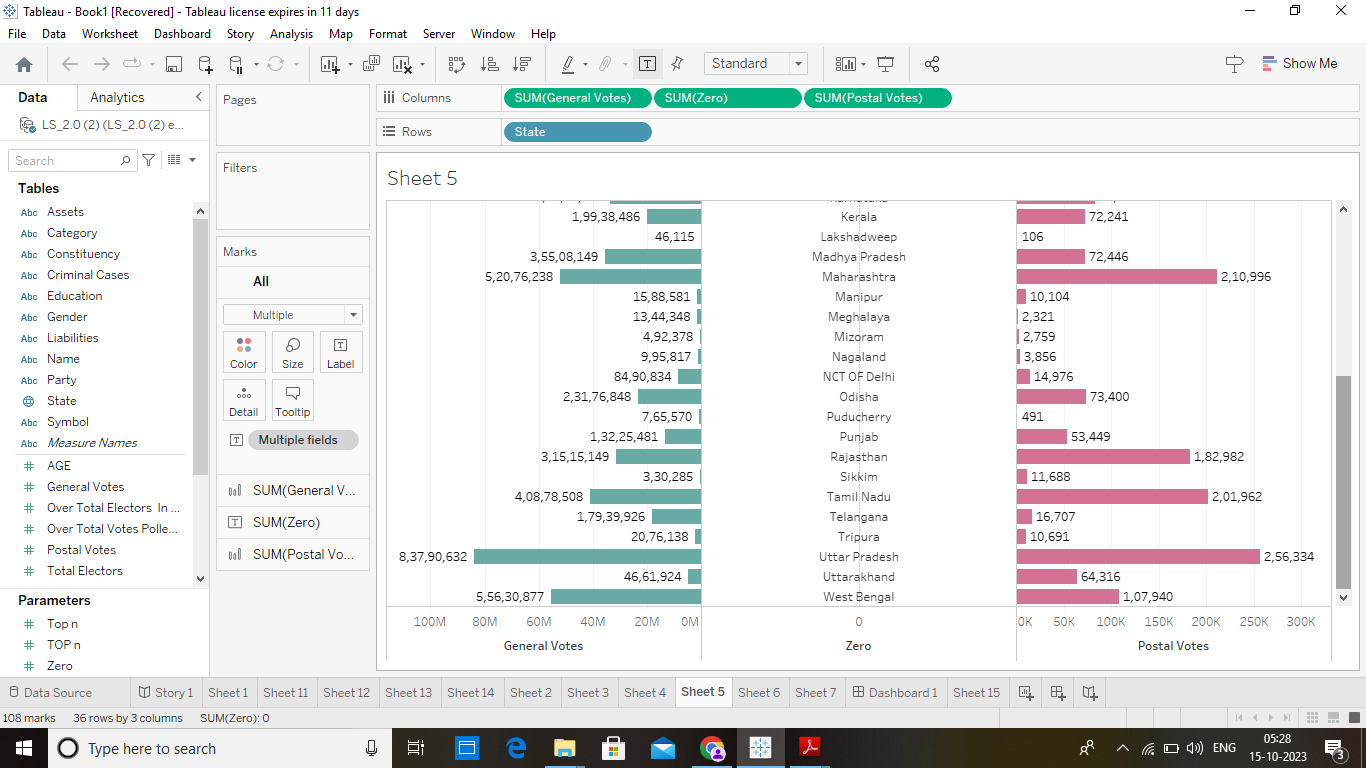 Tableau - Book1 [Recovered] - Tableau license expires in 11 days
File Data Worksheet Dashboard Story Analysis Map Format Server Window Help
Standard
Show Me
Data Analytics
LS_2.0 (2) (LS_2.0 (2) e...
Search
Tables
Abc Assets
Abc Category
Abc Constituency
Abc Criminal Cases
Abc Education
Abc Gender
Abc Liabilities
Abc Name
Abc Party
State
Abc Symbol
Abc Measure Names
# AGE
# General Votes
# Over Total Electors In ...
# Over Total Votes Polle...
# Postal Votes
# Total Electors
Parameters
# Top n
# TOP n
# Zero
Pages
Filters
Marks
All
Multiple
Color Size Label
Detail Tooltip
Multiple fields
SUM(General V...
SUM(Zero)
SUM(Postal Vo...
Columns SUM(General Votes) SUM(Zero) SUM(Postal Votes)
Rows State
Sheet 5
1,99,38,486 Kerala 72,241
46,115 Lakshadweep 106
3,55,08,149 Madhya Pradesh 72,446
5,20,76,238 Maharashtra 2,10,996
15,88,581 Manipur 10,104
13,44,348 Meghalaya 2,321
4,92,378 Mizoram 2,759
9,95,817 Nagaland 3,856
84,90,834 NCT OF Delhi 14,976
2,31,76,848 Odisha 73,400
7,65,570 Puducherry 491
1,32,25,481 Punjab 53,449
3,15,15,149 Rajasthan 1,82,982
3,30,285 Sikkim 11,688
4,08,78,508 Tamil Nadu 2,01,962
1,79,39,926 Telangana 16,707
20,76,138 Tripura 10,691
8,37,90,632 Uttar Pradesh 2,56,334
46,61,924 Uttarakhand 64,316
5,56,30,877 West Bengal 1,07,940
100M 80M 60M 40M 20M 0M 0 0K 50K 100K 150K 200K 250K 300K
General Votes Zero Postal Votes
Data Source Story 1 Sheet 1 Sheet 11 Sheet 12 Sheet 13 Sheet 14 Sheet 2 Sheet 3 Sheet 4 Sheet 5 Sheet 6 Sheet 7 Dashboard 1 Sheet 15
108 marks 36 rows by 3 columns SUM(Zero): 0
Type here to search
ENG
05:28
15-10-2023
3